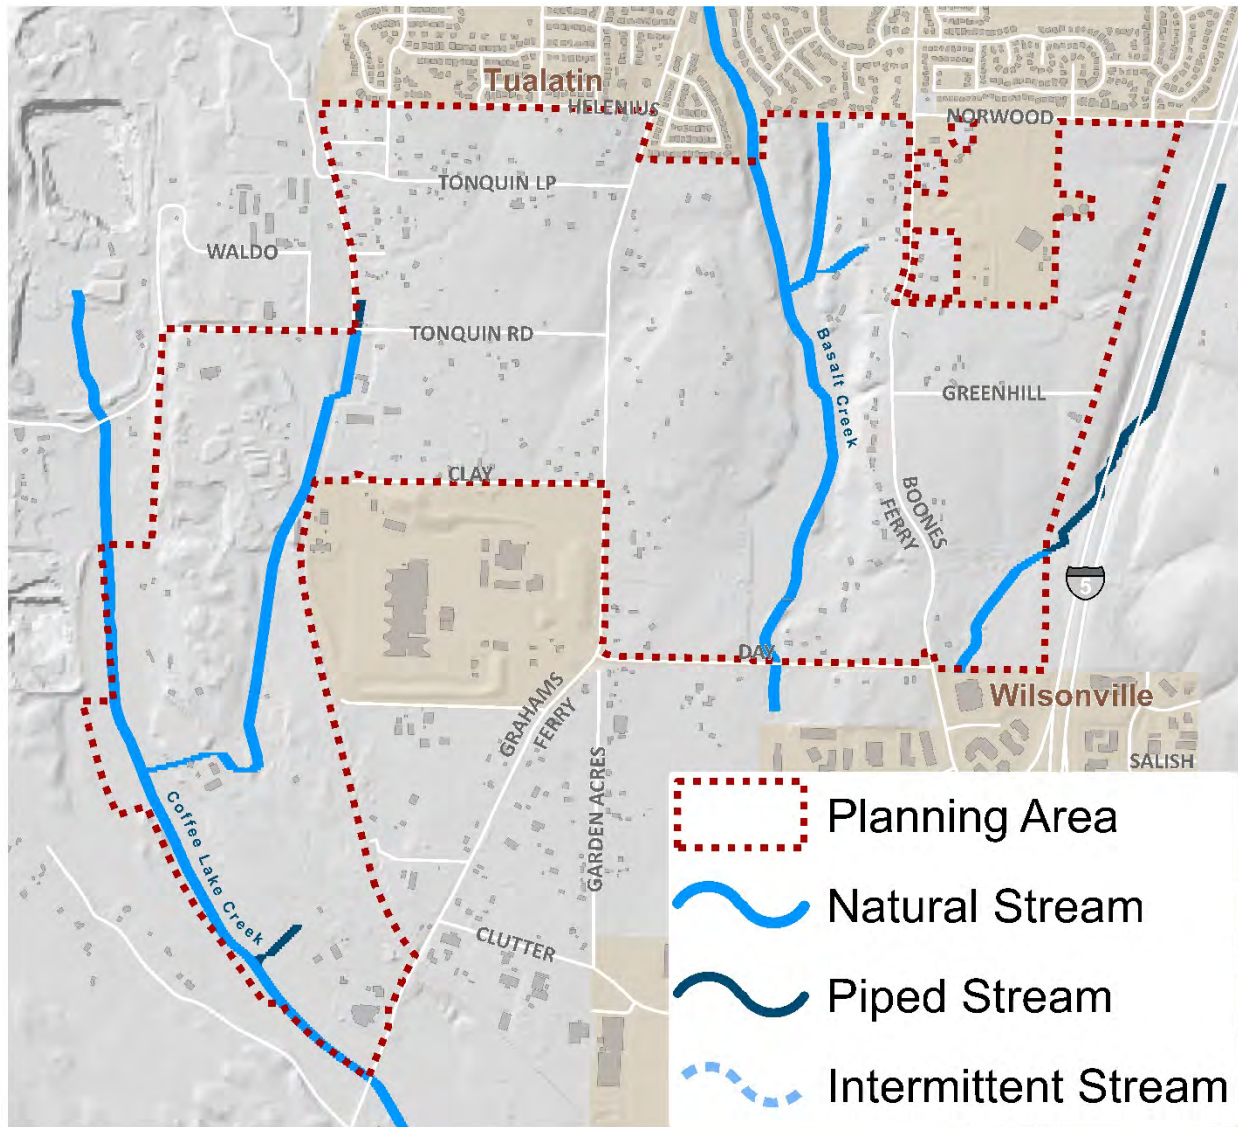 Tualatin
HELENIUS
NORWOOD
TONQUIN LP
WALDO
TONQUIN RD
Basalt Creek
GREENHILL
CLAY
BOONES
FERRY
5
DAY
Wilsonville
GRAHAMS
FERRY
GARDEN ACRES
SALISH
Coffee Lake Creek
CLUTTER
Planning Area
Natural Stream
Piped Stream
Intermittent Stream